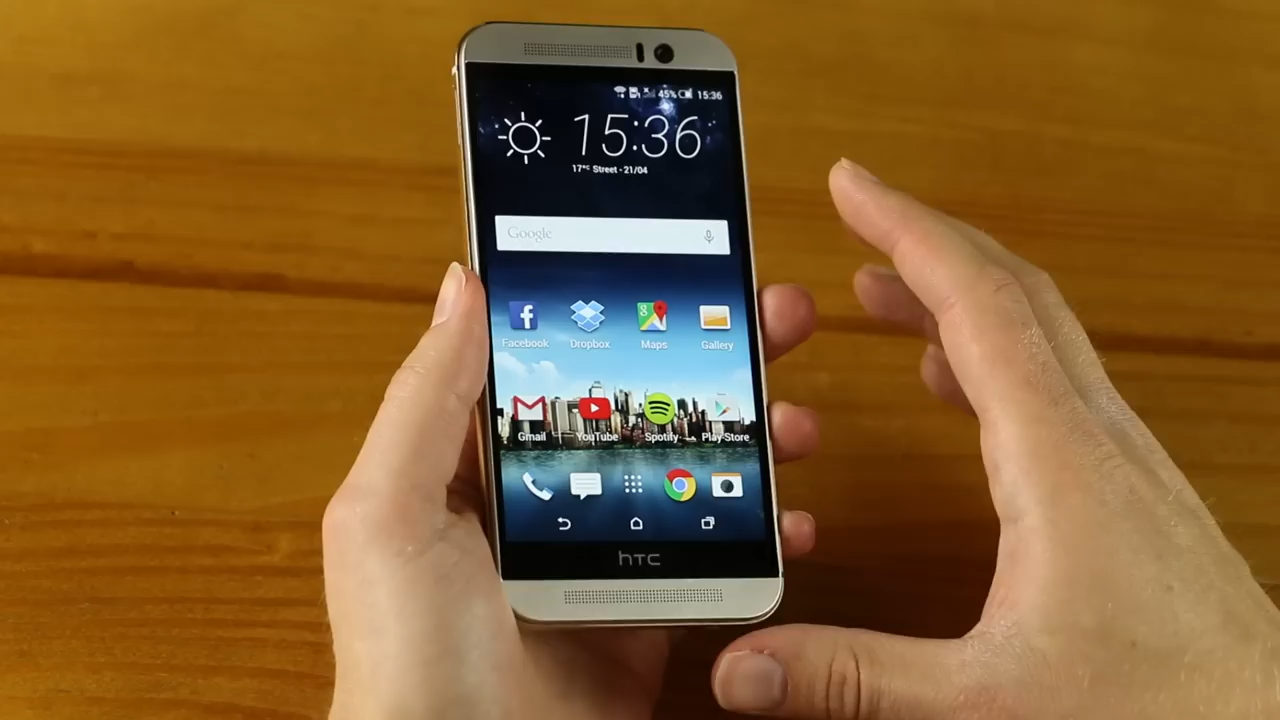 45% 15:36
15:36
17°C Street - 21/04
Google
Facebook Dropbox Maps Gallery
Gmail YouTube Spotify Play Store
hTC